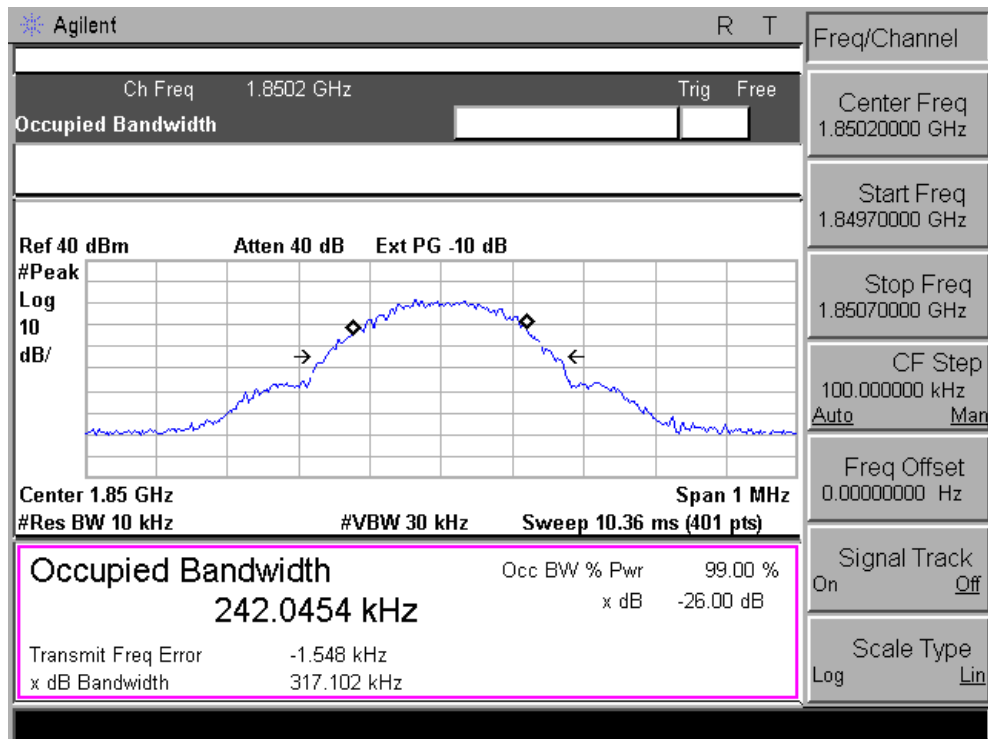 Agilent R T
Freq/Channel
Ch Freq 1.8502 GHz Trig Free
Occupied Bandwidth
Center Freq
1.85020000 GHz
Start Freq
1.84970000 GHz
Ref 40 dBm Atten 40 dB Ext PG -10 dB
#Peak
Log
10
dB/
Stop Freq
1.85070000 GHz
CF Step
100.000000 kHz
Auto Man
Center 1.85 GHz Span 1 MHz
#Res BW 10 kHz #VBW 30 kHz Sweep 10.36 ms (401 pts)
Freq Offset
0.00000000 Hz
Occupied Bandwidth Occ BW % Pwr 99.00 %
242.0454 kHz x dB -26.00 dB
Transmit Freq Error -1.548 kHz
x dB Bandwidth 317.102 kHz
Signal Track
On Off
Scale Type
Log Lin